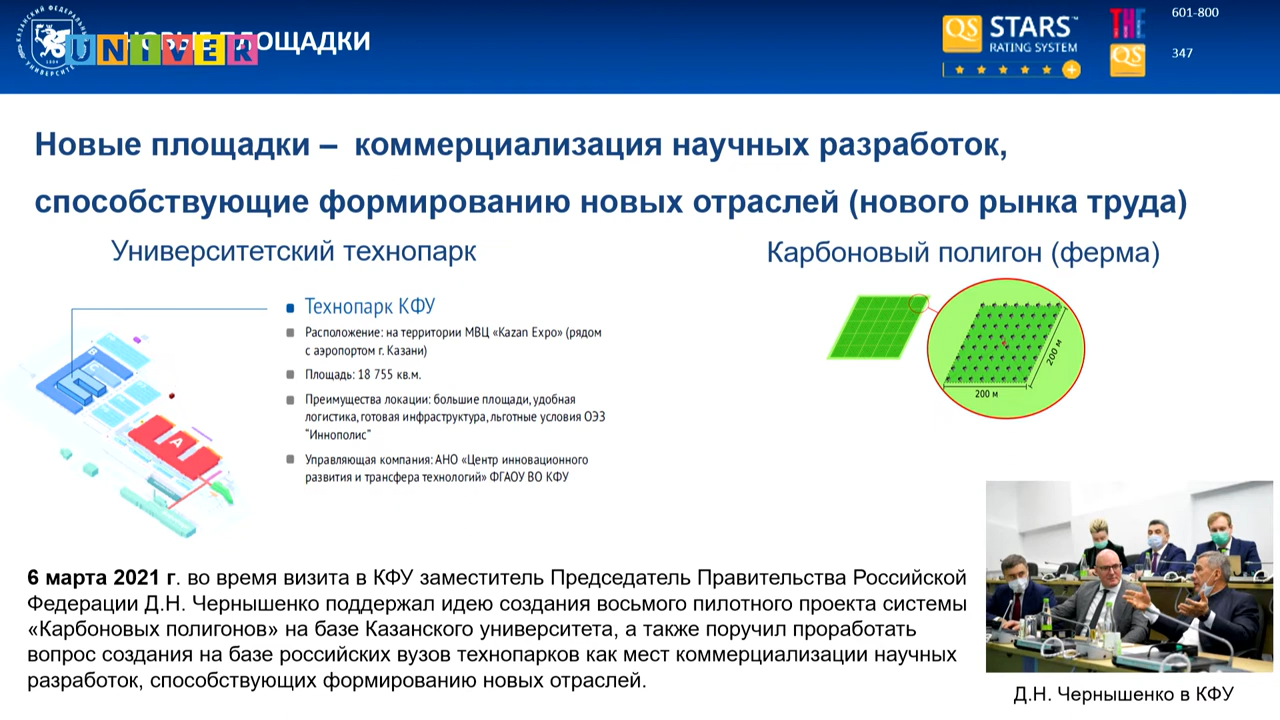 НОВЫЕ ПЛОЩАДКИ
UNIVER
QS STARS™
RATING SYSTEM
THE
601-800
QS
347
Новые площадки – коммерциализация научных разработок,
способствующие формированию новых отраслей (нового рынка труда)
Университетский технопарк
Карбоновый полигон (ферма)
Технопарк КФУ
Расположение: на территории МВЦ «Kazan Expo» (рядом
с аэропортом г. Казани)
Площадь: 18 755 кв.м.
Преимущества локации: большие площади, удобная
логистика, готовая инфраструктура, льготные условия ОЭЗ
"Иннополис"
Управляющая компания: АНО «Центр инновационного
развития и трансфера технологий» ФГАОУ ВО КФУ
A
200 м
200 м
6 марта 2021 г. во время визита в КФУ заместитель Председатель Правительства Российской
Федерации Д.Н. Чернышенко поддержал идею создания восьмого пилотного проекта системы
«Карбоновых полигонов» на базе Казанского университета, а также поручил проработать
вопрос создания на базе российских вузов технопарков как мест коммерциализации научных
разработок, способствующих формированию новых отраслей.
Д.Н. Чернышенко в КФУ